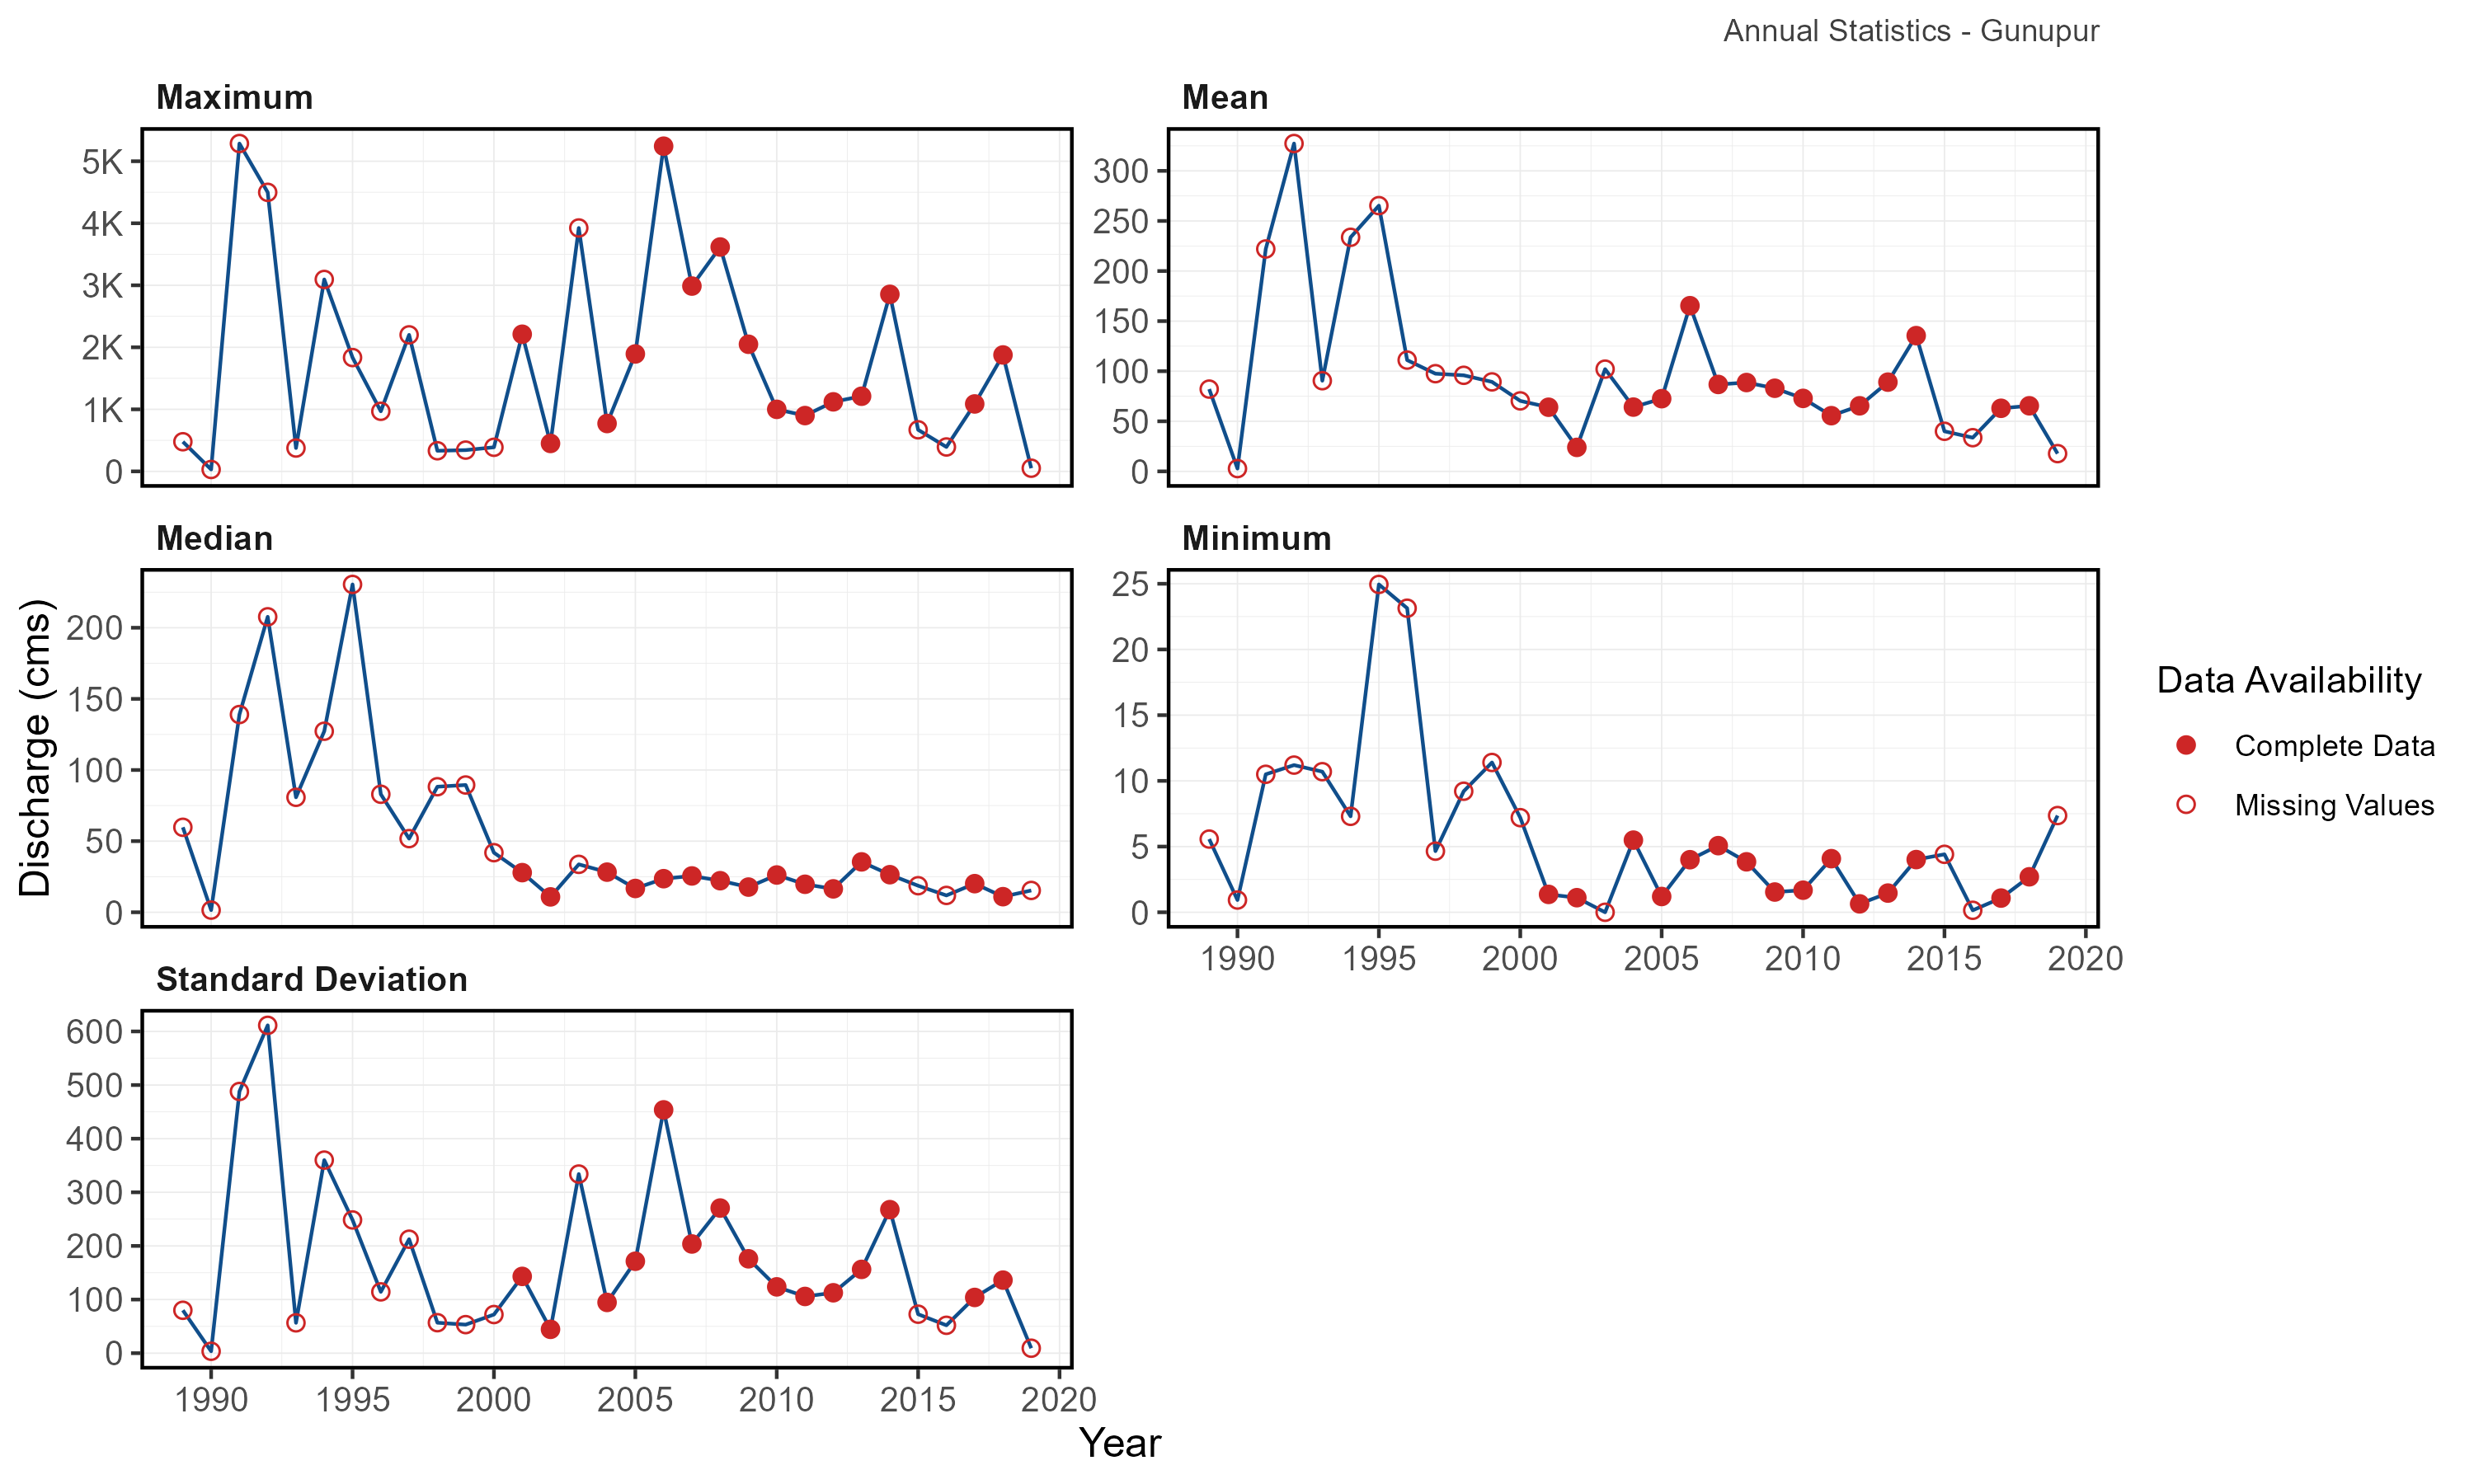 Annual Statistics - Gunupur
Maximum
5K
4K
3K
2K
1K
0
Mean
300
250
200
150
100
50
0
Median
200
150
100
50
0
Minimum
25
20
15
10
5
0
1990 1995 2000 2005 2010 2015 2020
Standard Deviation
600
500
400
300
200
100
0
1990 1995 2000 2005 2010 2015 2020
Discharge (cms)
Year
Data Availability
Complete Data
Missing Values